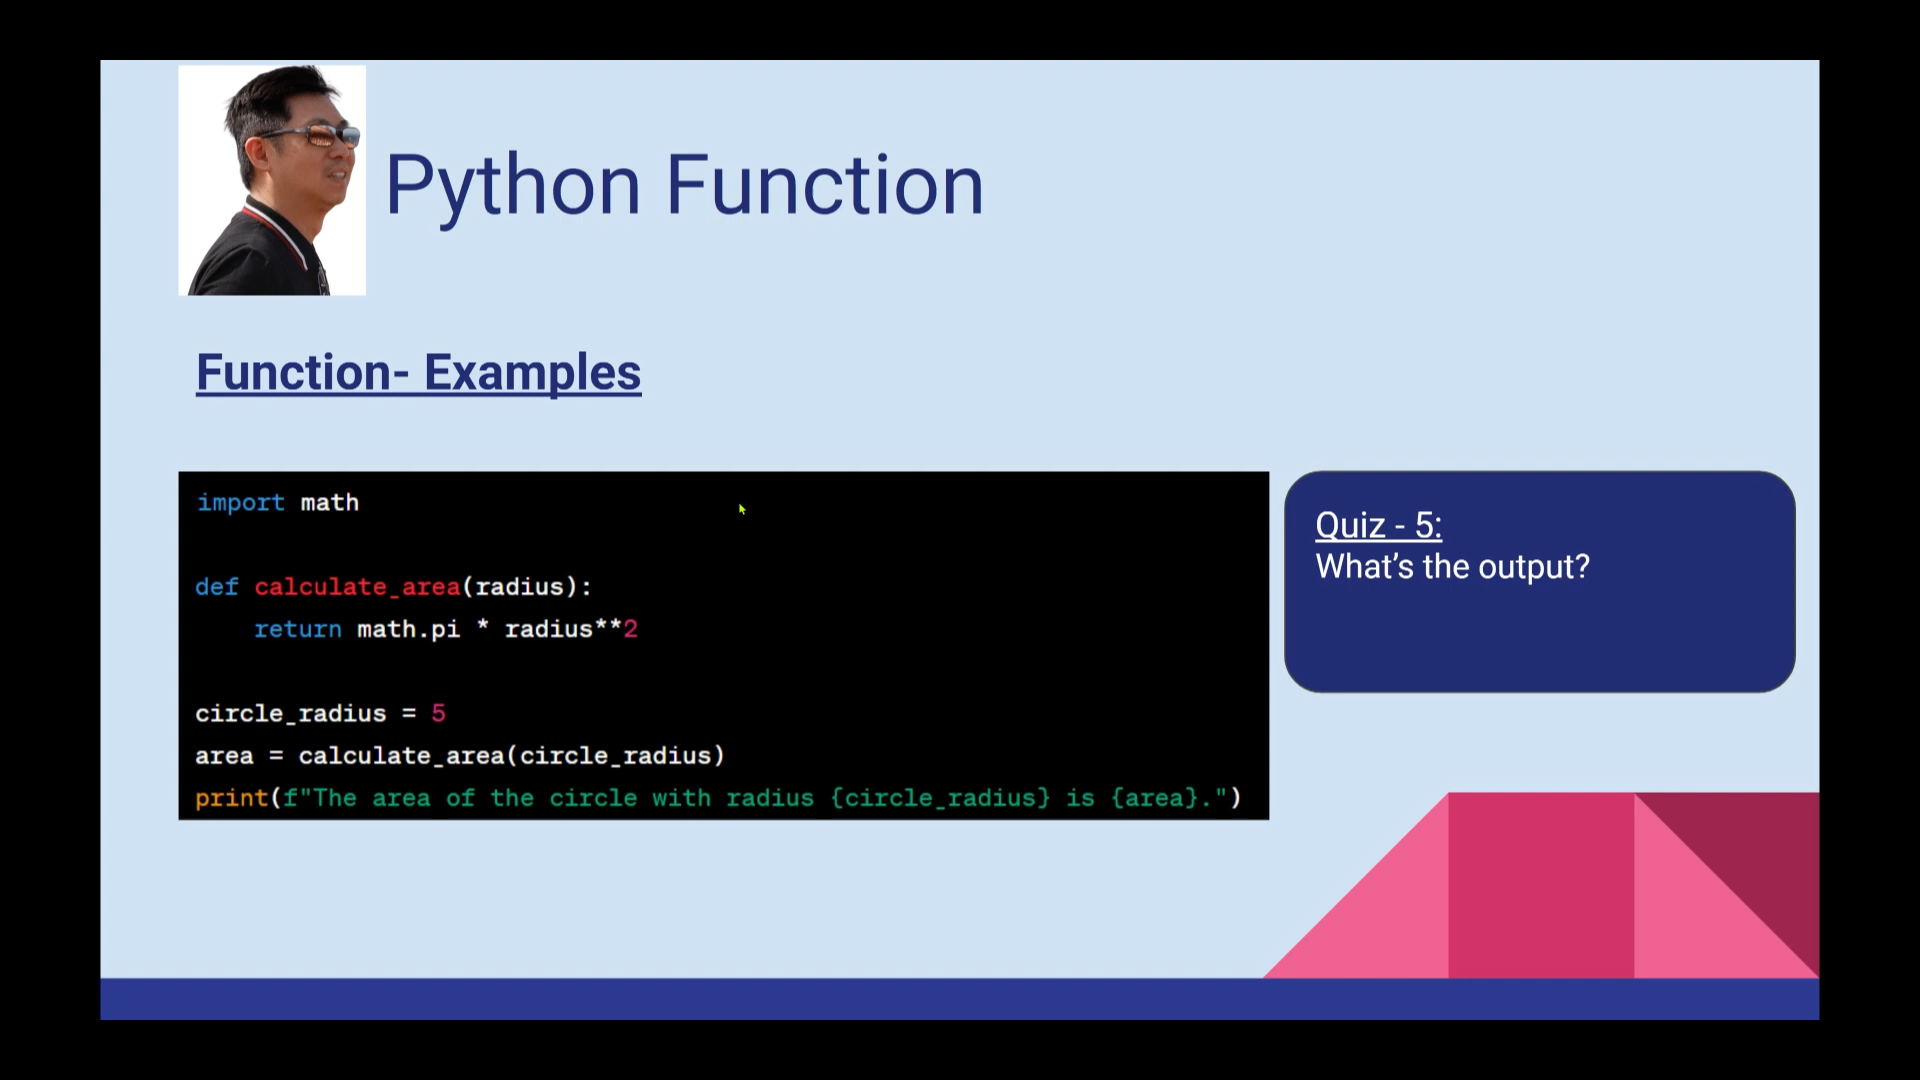 Python Function
Function- Examples
import math
def calculate_area(radius):
    return math.pi * radius**2
circle_radius = 5
area = calculate_area(circle_radius)
print(f"The area of the circle with radius {circle_radius} is {area}.")
Quiz - 5:
What’s the output?